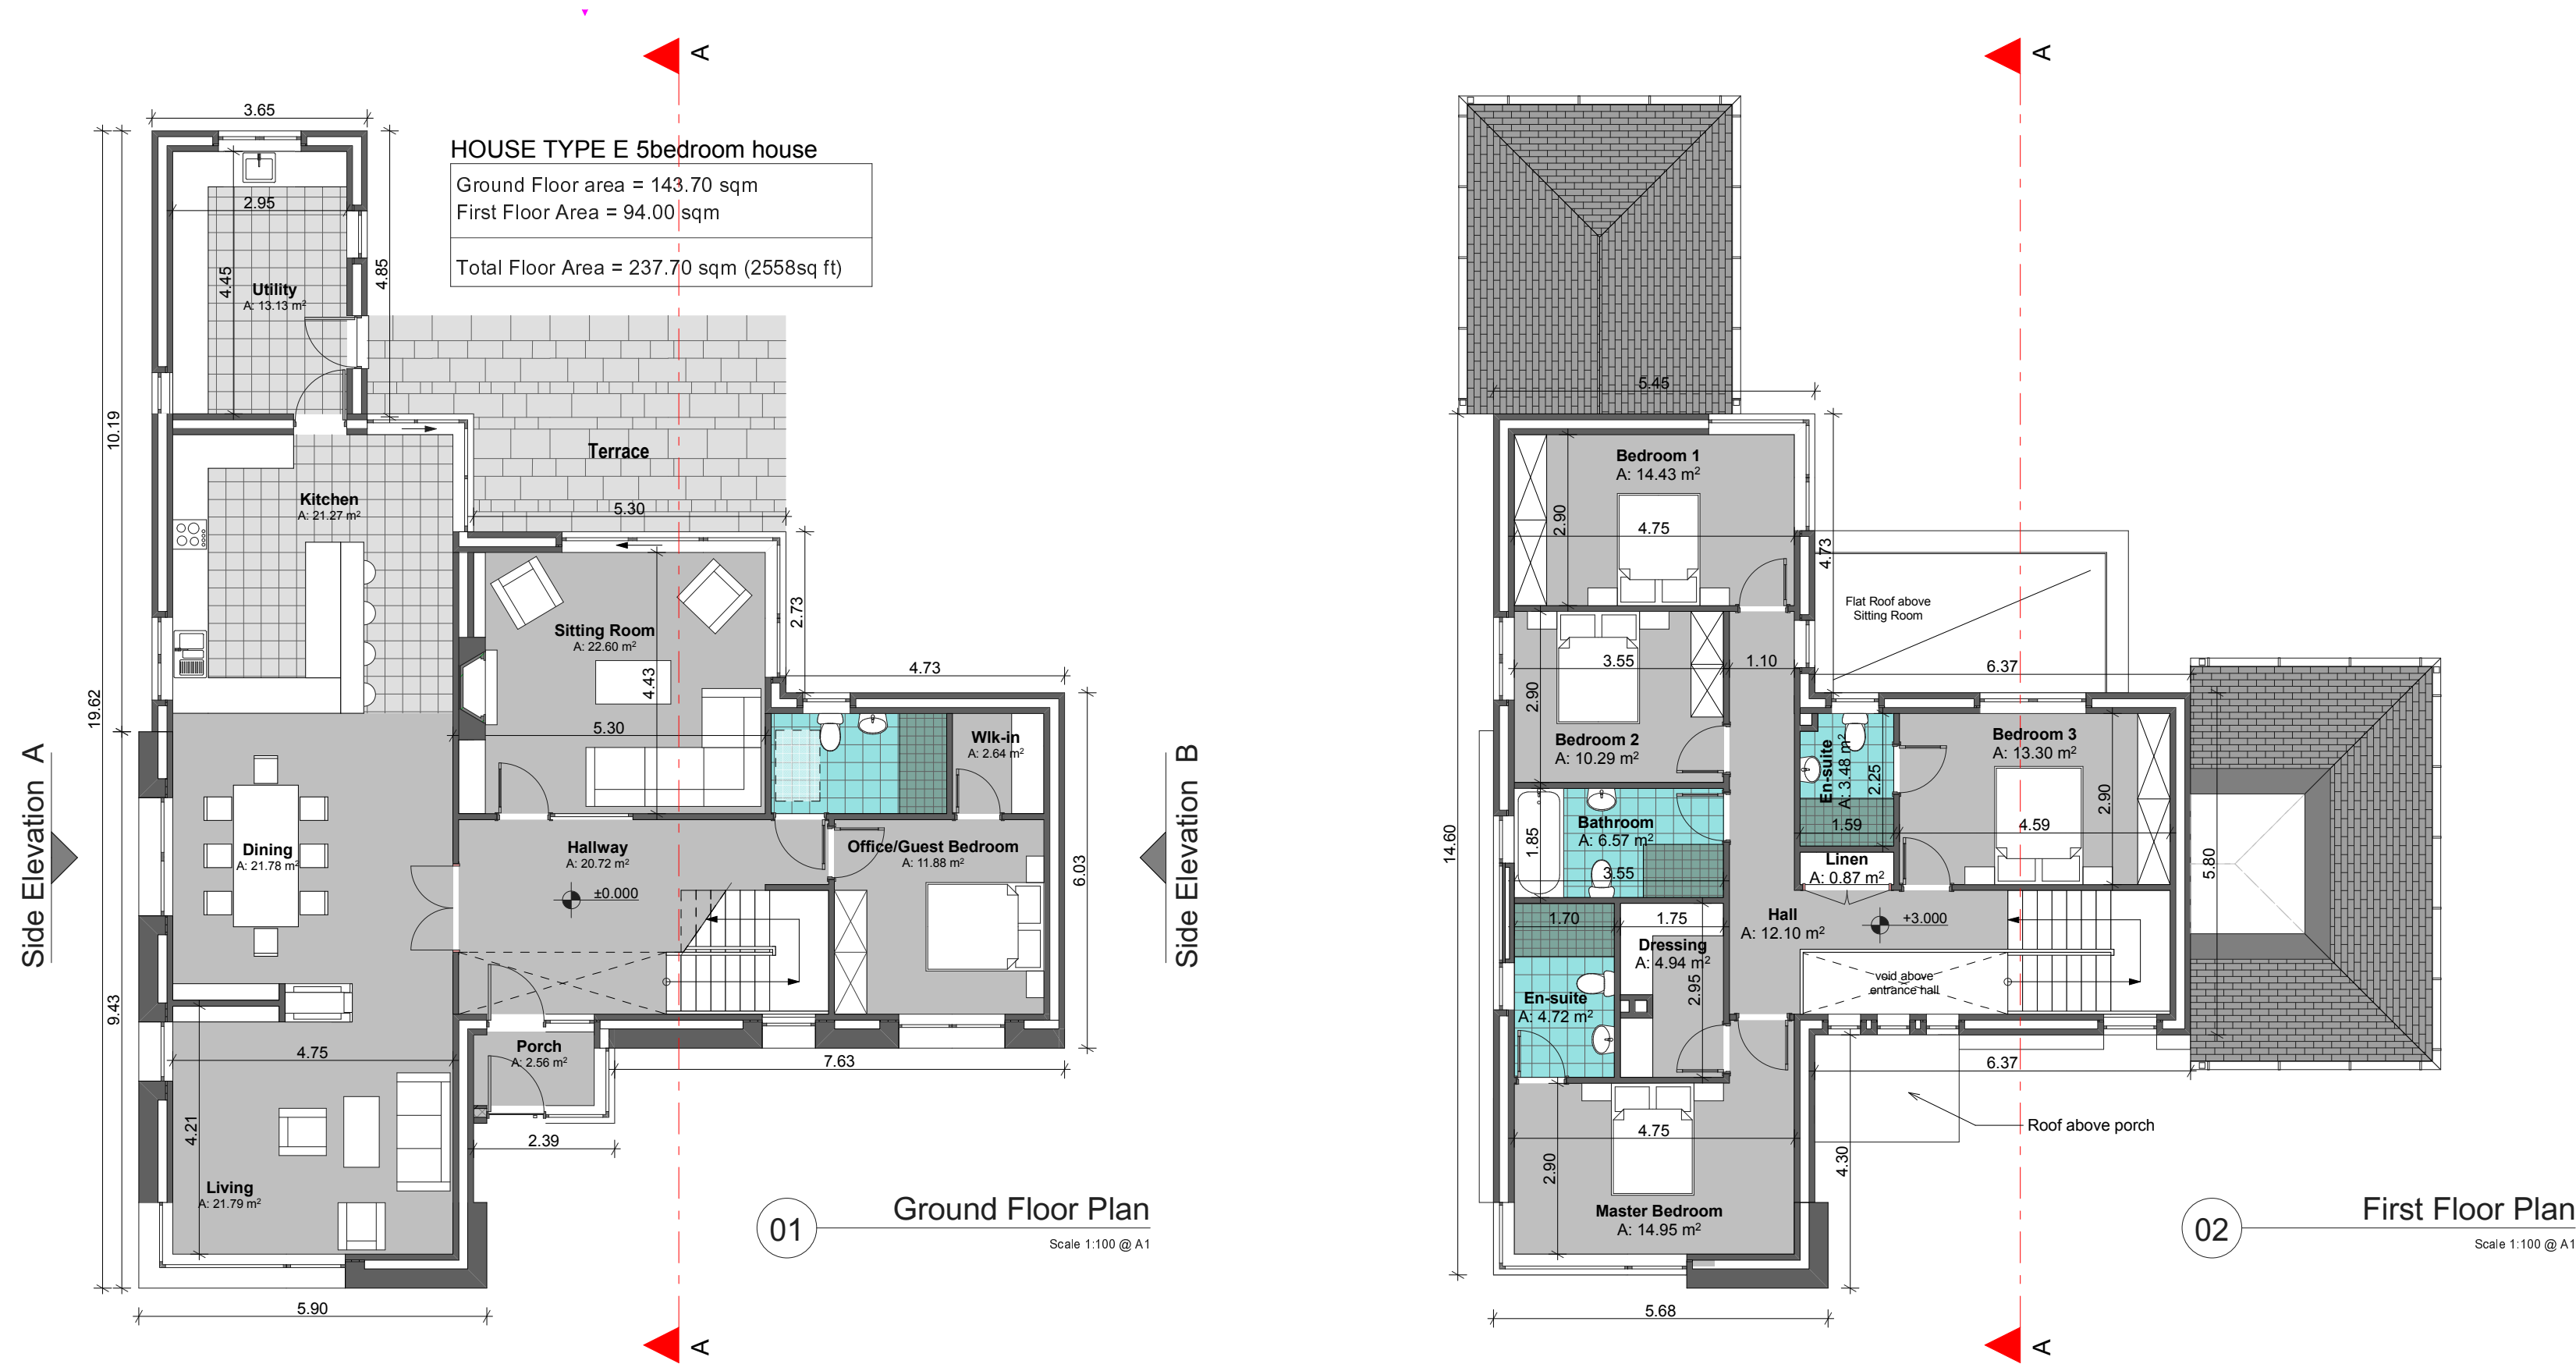 A
3.65
HOUSE TYPE E 5bedroom house
Ground Floor area = 143.70 sqm
First Floor Area = 94.00 sqm
Total Floor Area = 237.70 sqm (2558sq ft)
2.95
4.45
4.85
Utility
A: 13.13 m²
10.19
19.62
9.43
Terrace
5.30
Kitchen
A: 21.27 m²
Sitting Room
A: 22.60 m²
4.43
5.30
2.73
4.73
Wlk-in
A: 2.64 m²
Dining
A: 21.78 m²
Hallway
A: 20.72 m²
±0.000
Office/Guest Bedroom
A: 11.88 m²
6.03
Side Elevation A
Side Elevation B
Porch
A: 2.56 m²
4.75
7.63
4.21
2.39
Living
A: 21.79 m²
5.90
01
Ground Floor Plan
Scale 1:100 @ A1
A
A
5.45
Bedroom 1
A: 14.43 m²
2.90
4.75
4.73
Flat Roof above
Sitting Room
3.55
1.10
6.37
2.90
Bedroom 2
A: 10.29 m²
En-suite
A: 3.48 m²
2.25
Bedroom 3
A: 13.30 m²
2.90
1.59
4.59
Bathroom
A: 6.57 m²
1.85
3.55
14.60
5.80
Linen
A: 0.87 m²
1.70
1.75
Hall
A: 12.10 m²
+3.000
Dressing
A: 4.94 m²
2.95
void above
entrance hall
En-suite
A: 4.72 m²
6.37
Roof above porch
4.75
2.90
4.30
Master Bedroom
A: 14.95 m²
5.68
02
First Floor Plan
Scale 1:100 @ A1
A